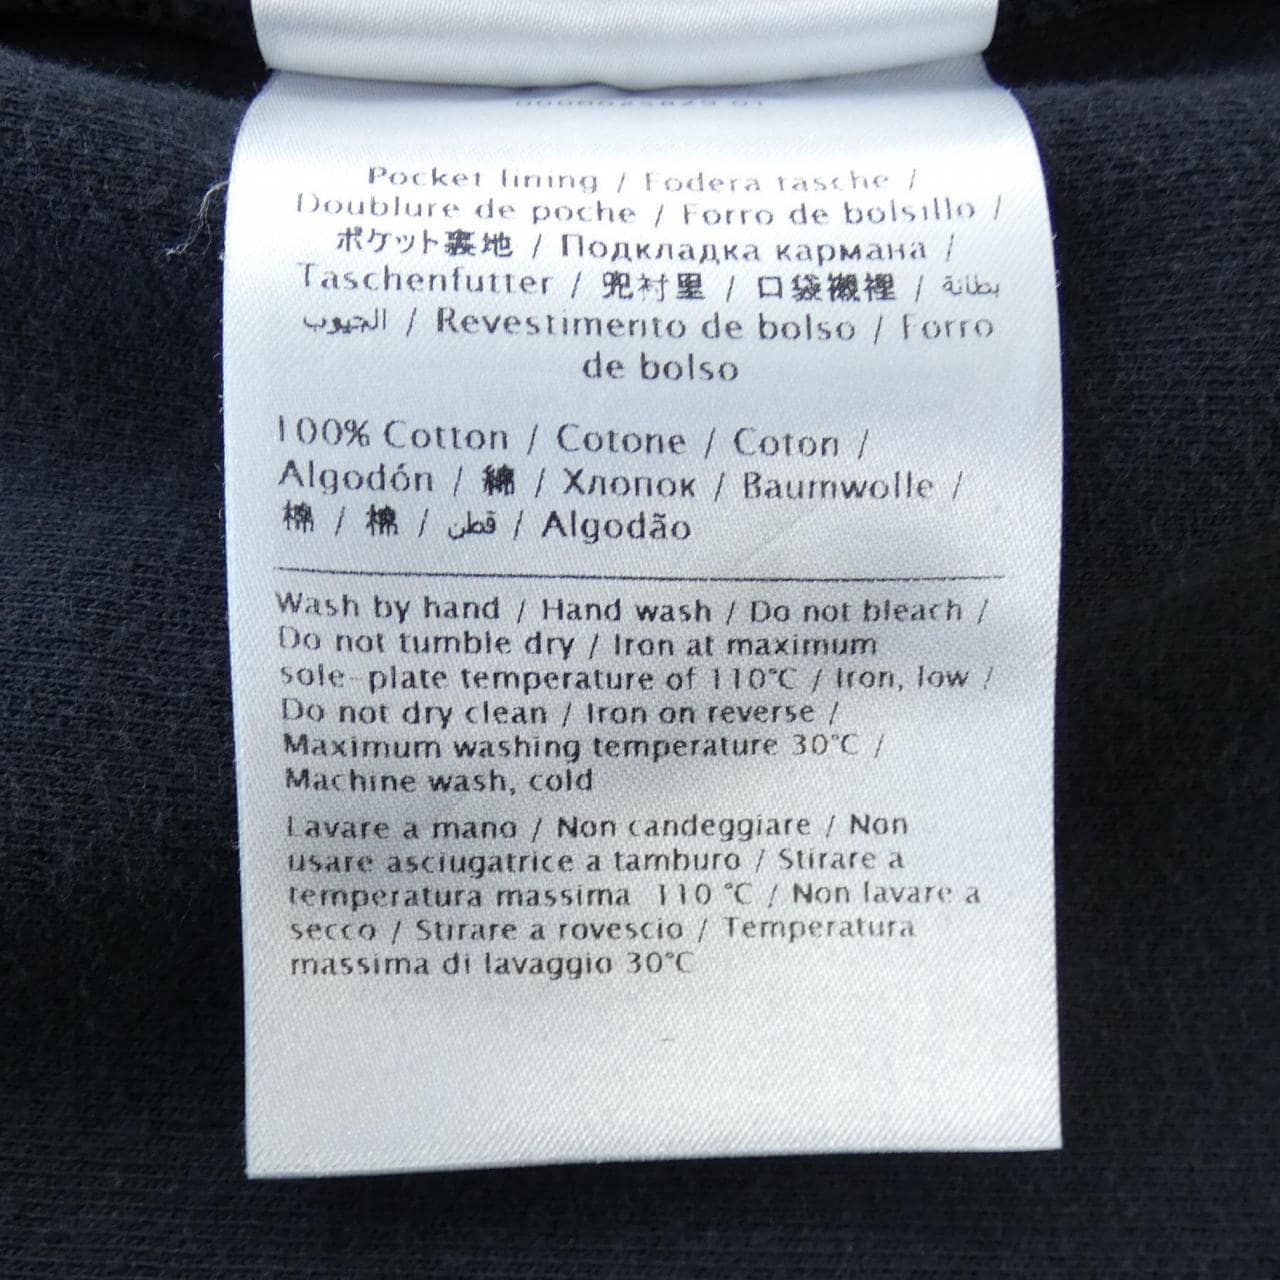 Pocket lining / Fodera tasche /
Doublure de poche / Forro de bolsillo /
ポケット裏地 / Подкладка кармана /
Taschenfutter / 兜衬里 / 口袋襯裡 / بطانة
الجيوب / Revestimento de bolso / Forro
de bolso
100% Cotton / Cotone / Coton /
Algodón / 綿 / Хлопок / Baumwolle /
棉 / 棉 / قطن / Algodão
Wash by hand / Hand wash / Do not bleach /
Do not tumble dry / Iron at maximum
sole-plate temperature of 110°C / Iron, low /
Do not dry clean / Iron on reverse /
Maximum washing temperature 30°C /
Machine wash, cold
Lavare a mano / Non candeggiare / Non
usare asciugatrice a tamburo / Stirare a
temperatura massima 110 °C / Non lavare a
secco / Stirare a rovescio / Temperatura
massima di lavaggio 30°C